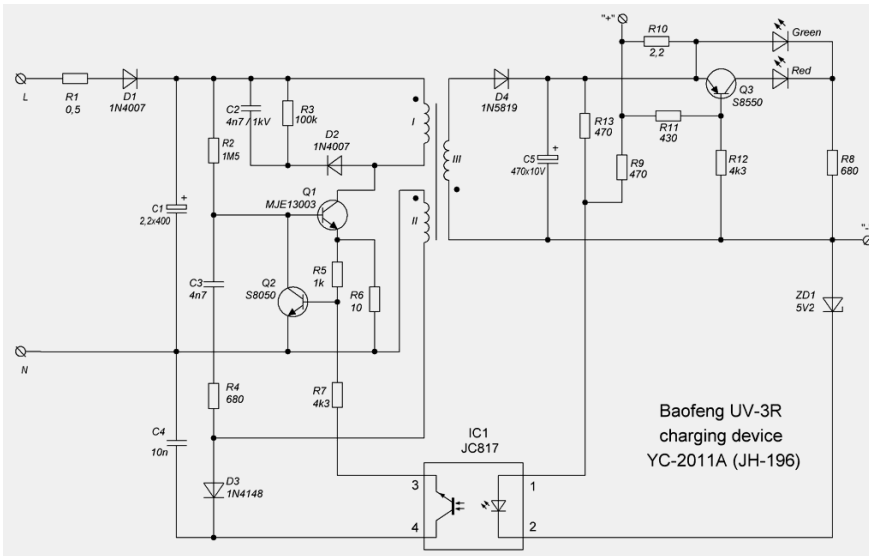 "+"
R10
2,2
Green
Red
L
R1
0,5
D1
1N4007
C2
4n7 / 1kV
R3
100k
I
D4
1N5819
Q3
S8550
R2
1M5
D2
1N4007
III
C5
470x10V
+
R13
470
R11
430
R9
470
R12
4k3
R8
680
Q1
MJE13003
C1
2,2x400
+
II
"-"
C3
4n7
Q2
S8050
R5
1k
R6
10
ZD1
5V2
N
R4
680
R7
4k3
C4
10n
IC1
JC817
Baofeng UV-3R
charging device
YC-2011A (JH-196)
D3
1N4148
3
1
4
2